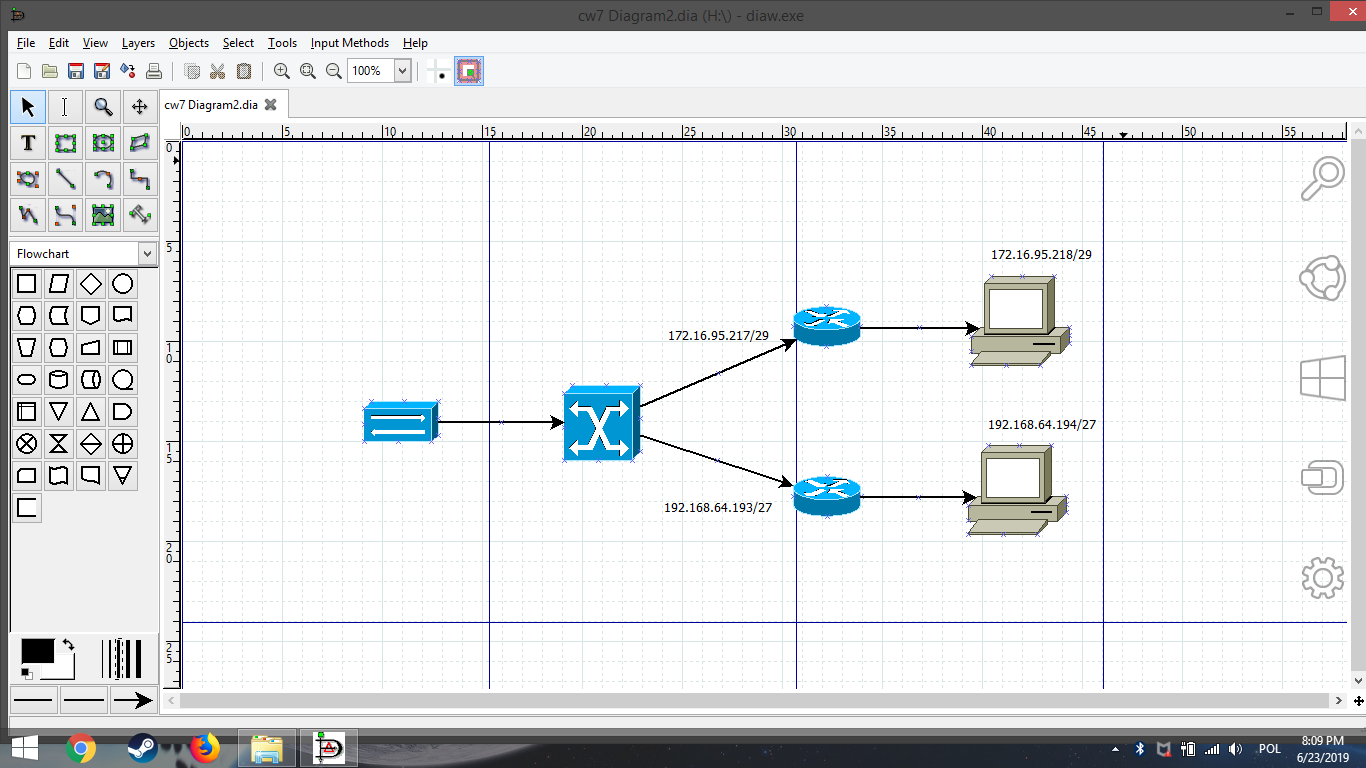 cw7 Diagram2.dia (H:\) - diaw.exe
File Edit View Layers Objects Select Tools Input Methods Help
100%
cw7 Diagram2.dia
0 5 10 15 20 25 30 35 40 45 50 55
0
5
10
15
20
25
T
Flowchart
172.16.95.218/29
172.16.95.217/29
192.168.64.194/27
192.168.64.193/27
POL
8:09 PM
6/23/2019